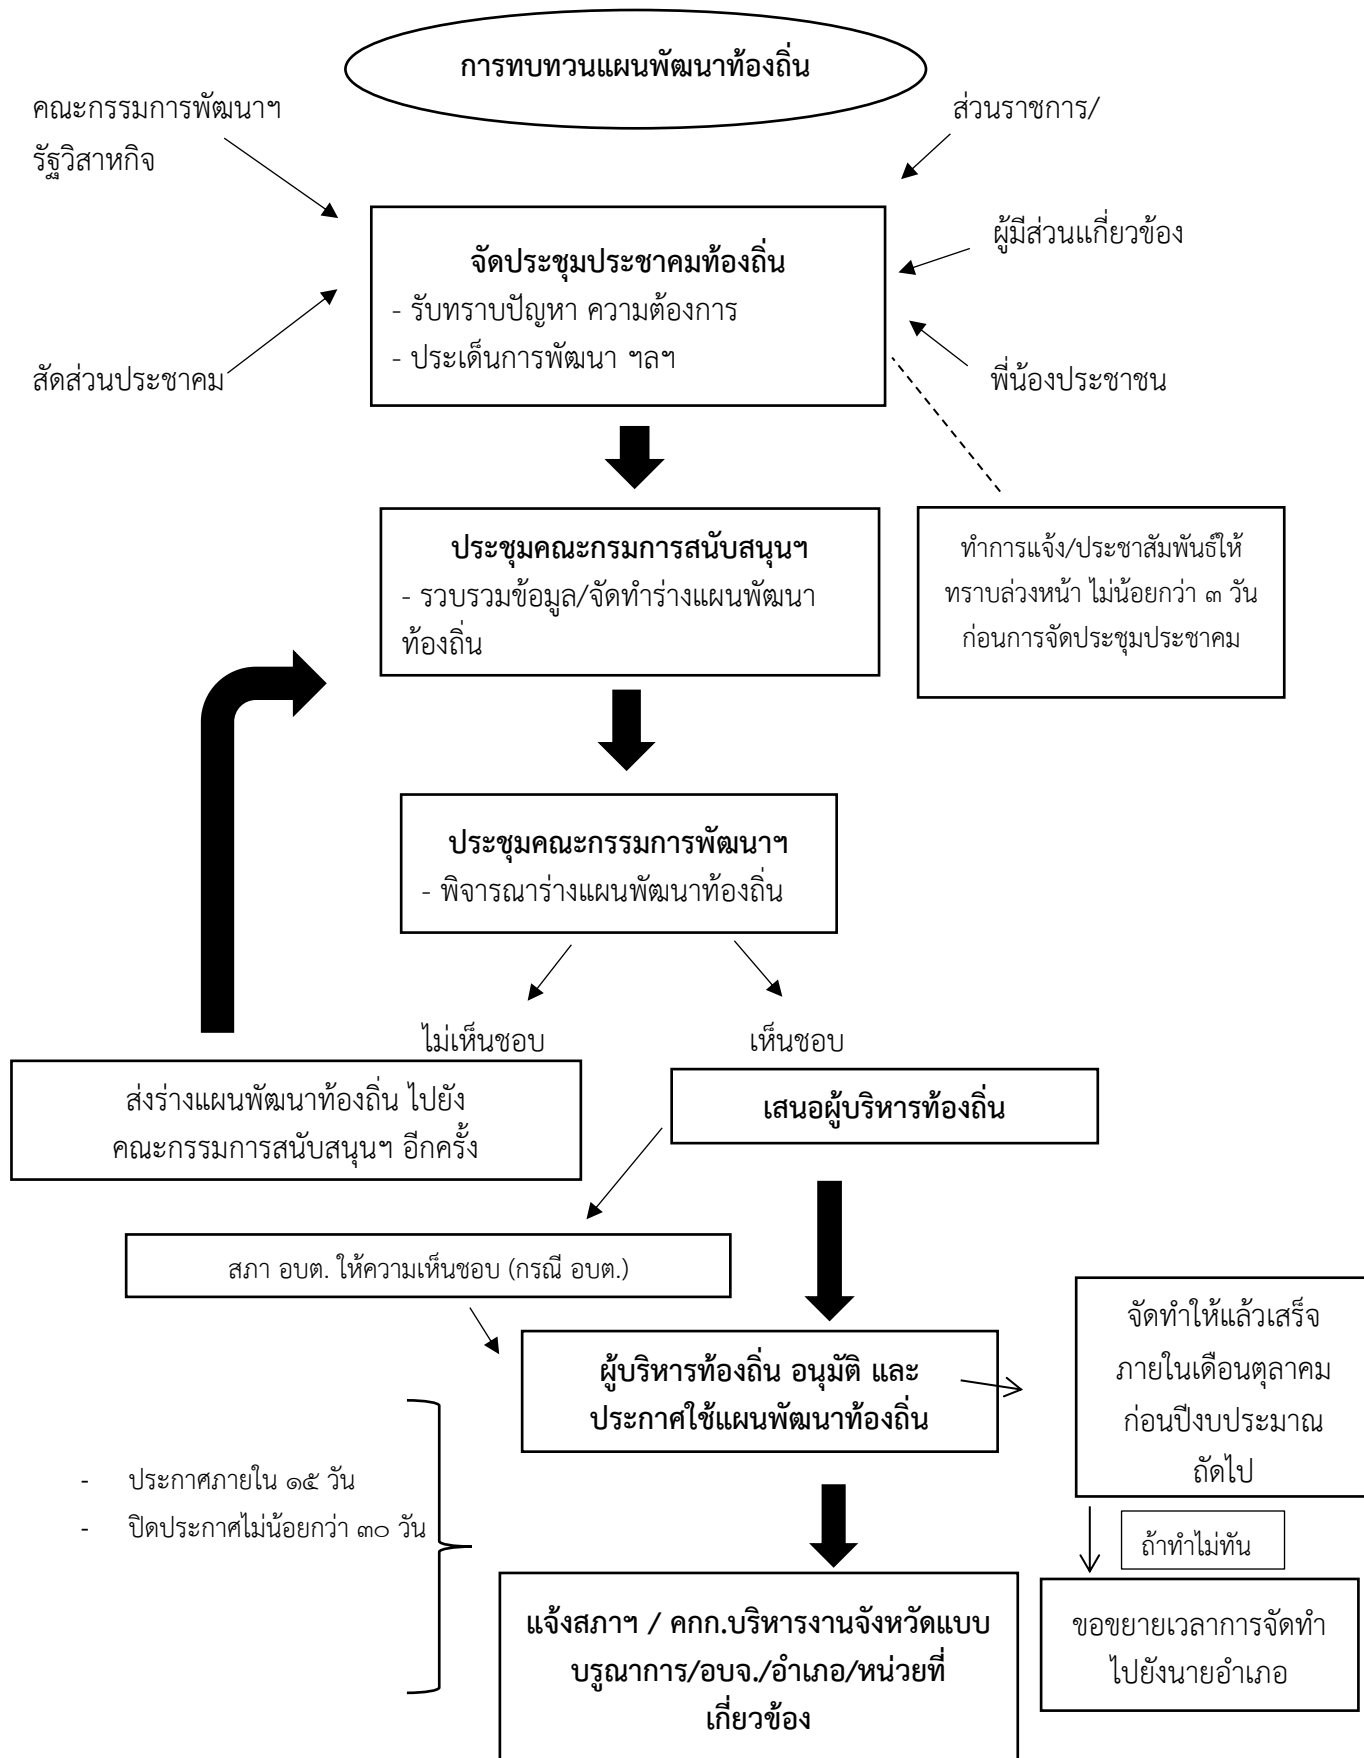 การทบทวนแผนพัฒนาท้องถิ่น
คณะกรรมการพัฒนาฯ
รัฐวิสาหกิจ
ส่วนราชการ/
ผู้มีส่วนแกี่ยวข้อง
จัดประชุมประชาคมท้องถิ่น
- รับทราบปัญหา ความต้องการ
- ประเด็นการพัฒนา ฯลฯ
สัดส่วนประชาคม
พี่น้องประชาชน
ประชุมคณะกรมการสนับสนุนฯ
- รวบรวมข้อมูล/จัดทำร่างแผนพัฒนา
ท้องถิ่น
ทำการแจ้ง/ประชาสัมพันธ์ให้
ทราบล่วงหน้า ไม่น้อยกว่า ๓ วัน
ก่อนการจัดประชุมประชาคม
ประชุมคณะกรรมการพัฒนาฯ
- พิจารณาร่างแผนพัฒนาท้องถิ่น
ไม่เห็นชอบ
เห็นชอบ
ส่งร่างแผนพัฒนาท้องถิ่น ไปยัง
คณะกรรมการสนับสนุนฯ อีกครั้ง
เสนอผู้บริหารท้องถิ่น
สภา อบต. ให้ความเห็นชอบ (กรณี อบต.)
ผู้บริหารท้องถิ่น อนุมัติ และ
ประกาศใช้แผนพัฒนาท้องถิ่น
จัดทำให้แล้วเสร็จ
ภายในเดือนตุลาคม
ก่อนปีงบประมาณ
ถัดไป
- ประกาศภายใน ๑๕ วัน
- ปิดประกาศไม่น้อยกว่า ๓๐ วัน
ถ้าทำไม่ทัน
แจ้งสภาฯ / คกก.บริหารงานจังหวัดแบบ
บรูณาการ/อบจ./อำเภอ/หน่วยที่
เกี่ยวข้อง
ขอขยายเวลาการจัดทำ
ไปยังนายอำเภอ